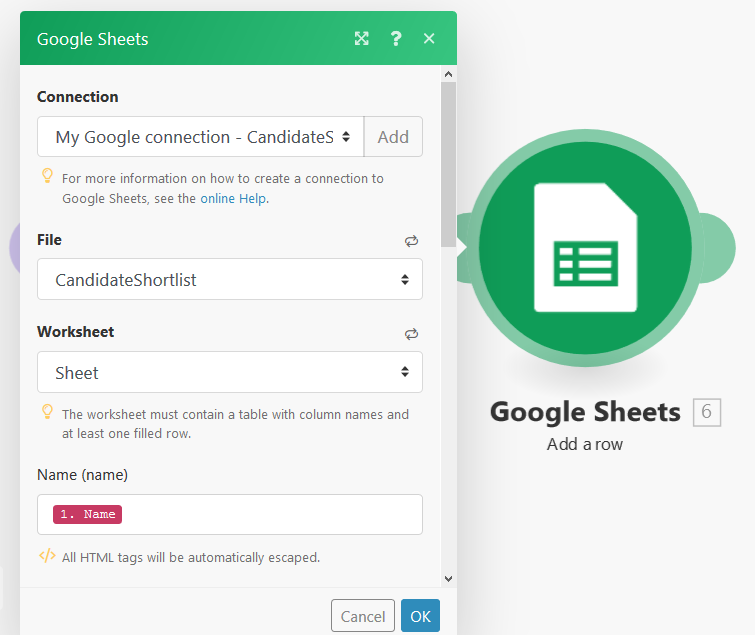 Google Sheets
?
Connection
My Google connection - CandidateS
Add
For more information on how to create a connection to
Google Sheets, see the online Help.
File
CandidateShortlist
Worksheet
Sheet
The worksheet must contain a table with column names and
at least one filled row.
Name (name)
1. Name
</> All HTML tags will be automatically escaped.
Cancel
OK
Google Sheets 6
Add a row